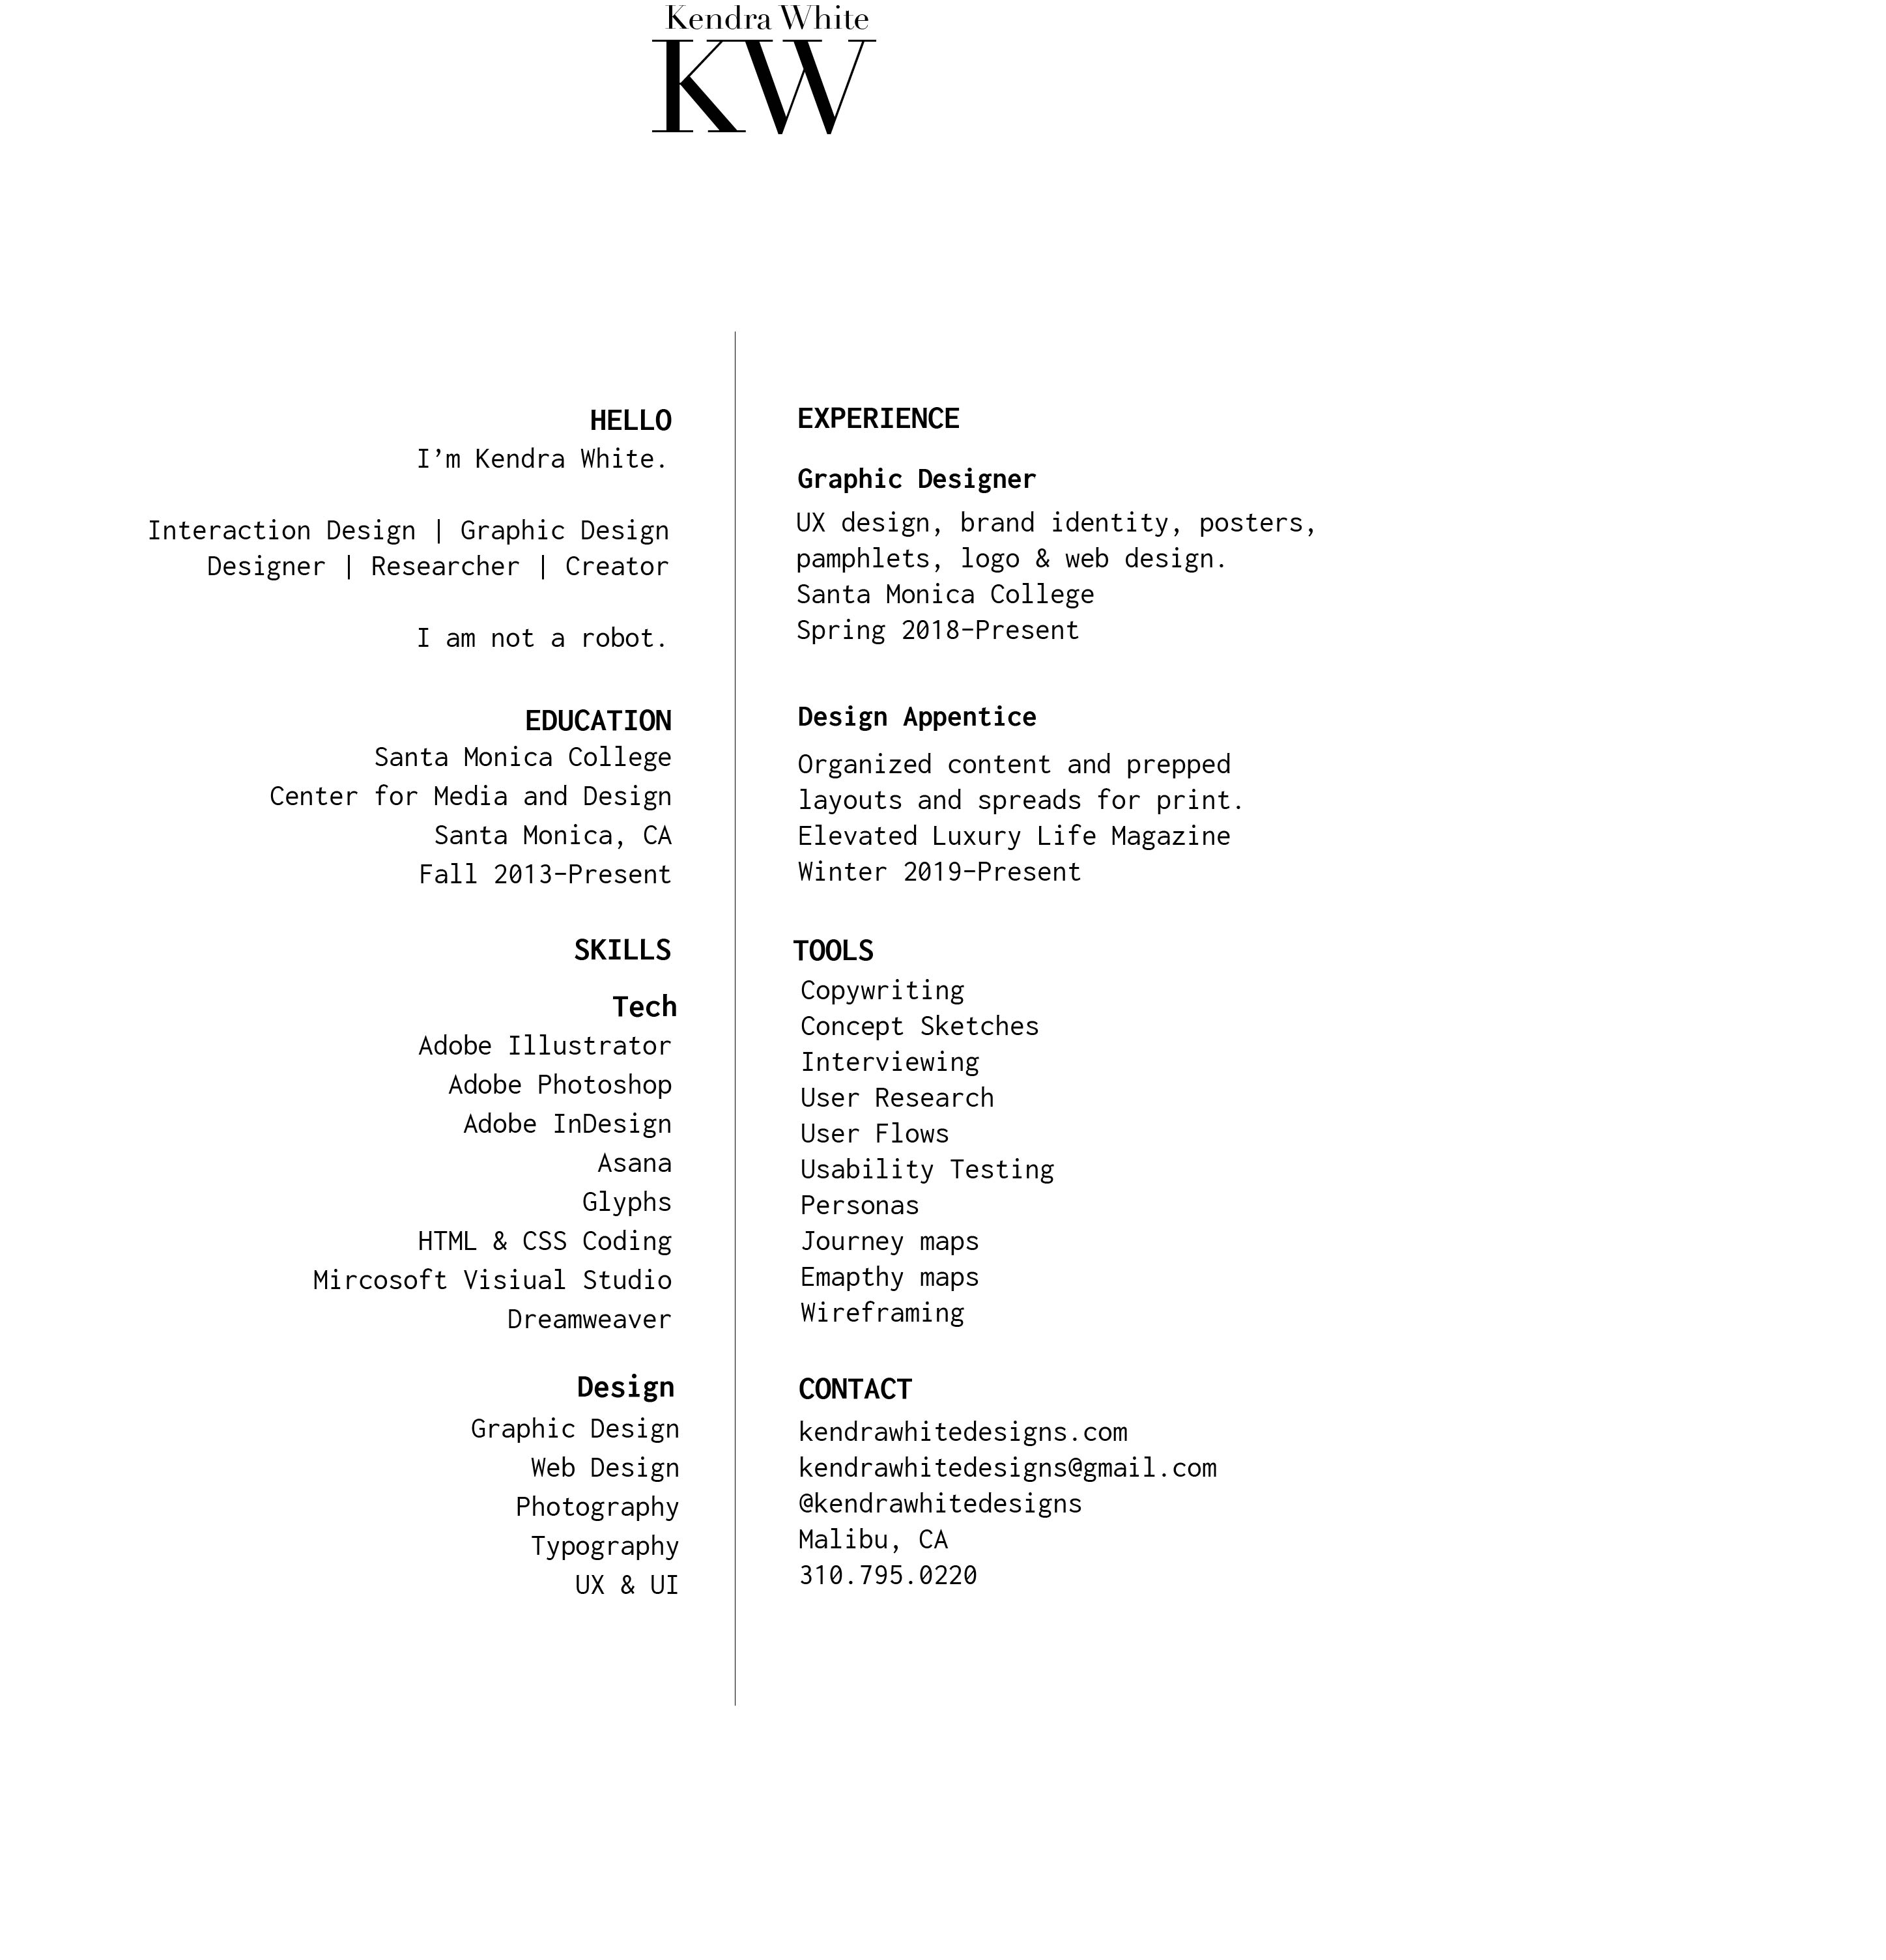 Kendra White
KW
HELLO
I’m Kendra White.
Interaction Design | Graphic Design
Designer | Researcher | Creator
I am not a robot.
EDUCATION
Santa Monica College
Center for Media and Design
Santa Monica, CA
Fall 2013-Present
SKILLS
Tech
Adobe Illustrator
Adobe Photoshop
Adobe InDesign
Asana
Glyphs
HTML & CSS Coding
Mircosoft Visiual Studio
Dreamweaver
Design
Graphic Design
Web Design
Photography
Typography
UX & UI
EXPERIENCE
Graphic Designer
UX design, brand identity, posters,
pamphlets, logo & web design.
Santa Monica College
Spring 2018-Present
Design Appentice
Organized content and prepped
layouts and spreads for print.
Elevated Luxury Life Magazine
Winter 2019-Present
TOOLS
Copywriting
Concept Sketches
Interviewing
User Research
User Flows
Usability Testing
Personas
Journey maps
Emapthy maps
Wireframing
CONTACT
kendrawhitedesigns.com
kendrawhitedesigns@gmail.com
@kendrawhitedesigns
Malibu, CA
310.795.0220